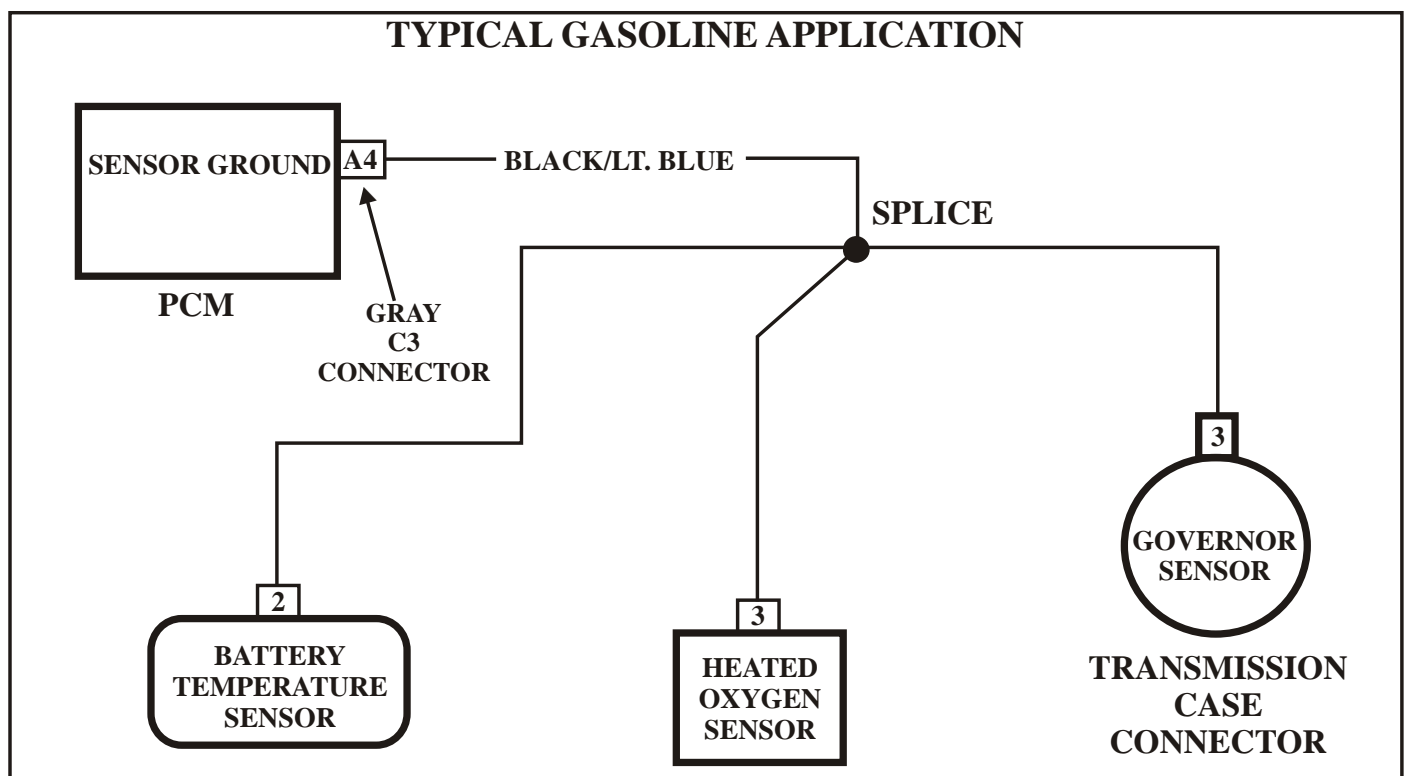 TYPICAL GASOLINE APPLICATION
SENSOR GROUND
A4
BLACK/LT. BLUE
SPLICE
PCM
GRAY
C3
CONNECTOR
2
BATTERY
TEMPERATURE
SENSOR
3
HEATED
OXYGEN
SENSOR
3
GOVERNOR
SENSOR
TRANSMISSION
CASE
CONNECTOR